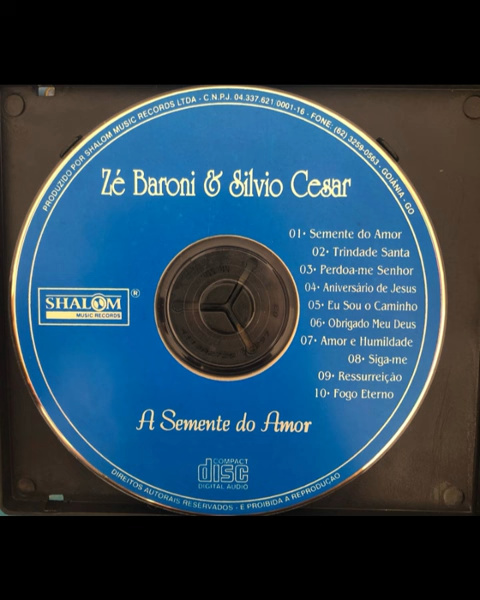 PRODUZIDO POR SHALOM MUSIC RECORDS LTDA - C.N.P.J. 04.337.621.0001-16 - FONE: (62) 3259-0563 - GOIÂNIA - GO
Zé Baroni & Silvio Cesar
01· Semente do Amor
02· Trindade Santa
03· Perdoa-me Senhor
04· Aniversário de Jesus
05· Eu Sou o Caminho
06· Obrigado Meu Deus
07· Amor e Humildade
08· Siga-me
09· Ressurreição
10· Fogo Eterno
SHALOM ®
MUSIC RECORDS
A Semente do Amor
COMPACT
disc
DIGITAL AUDIO
DIREITOS AUTORAIS RESERVADOS - E PROIBIDA A REPRODUÇÃO